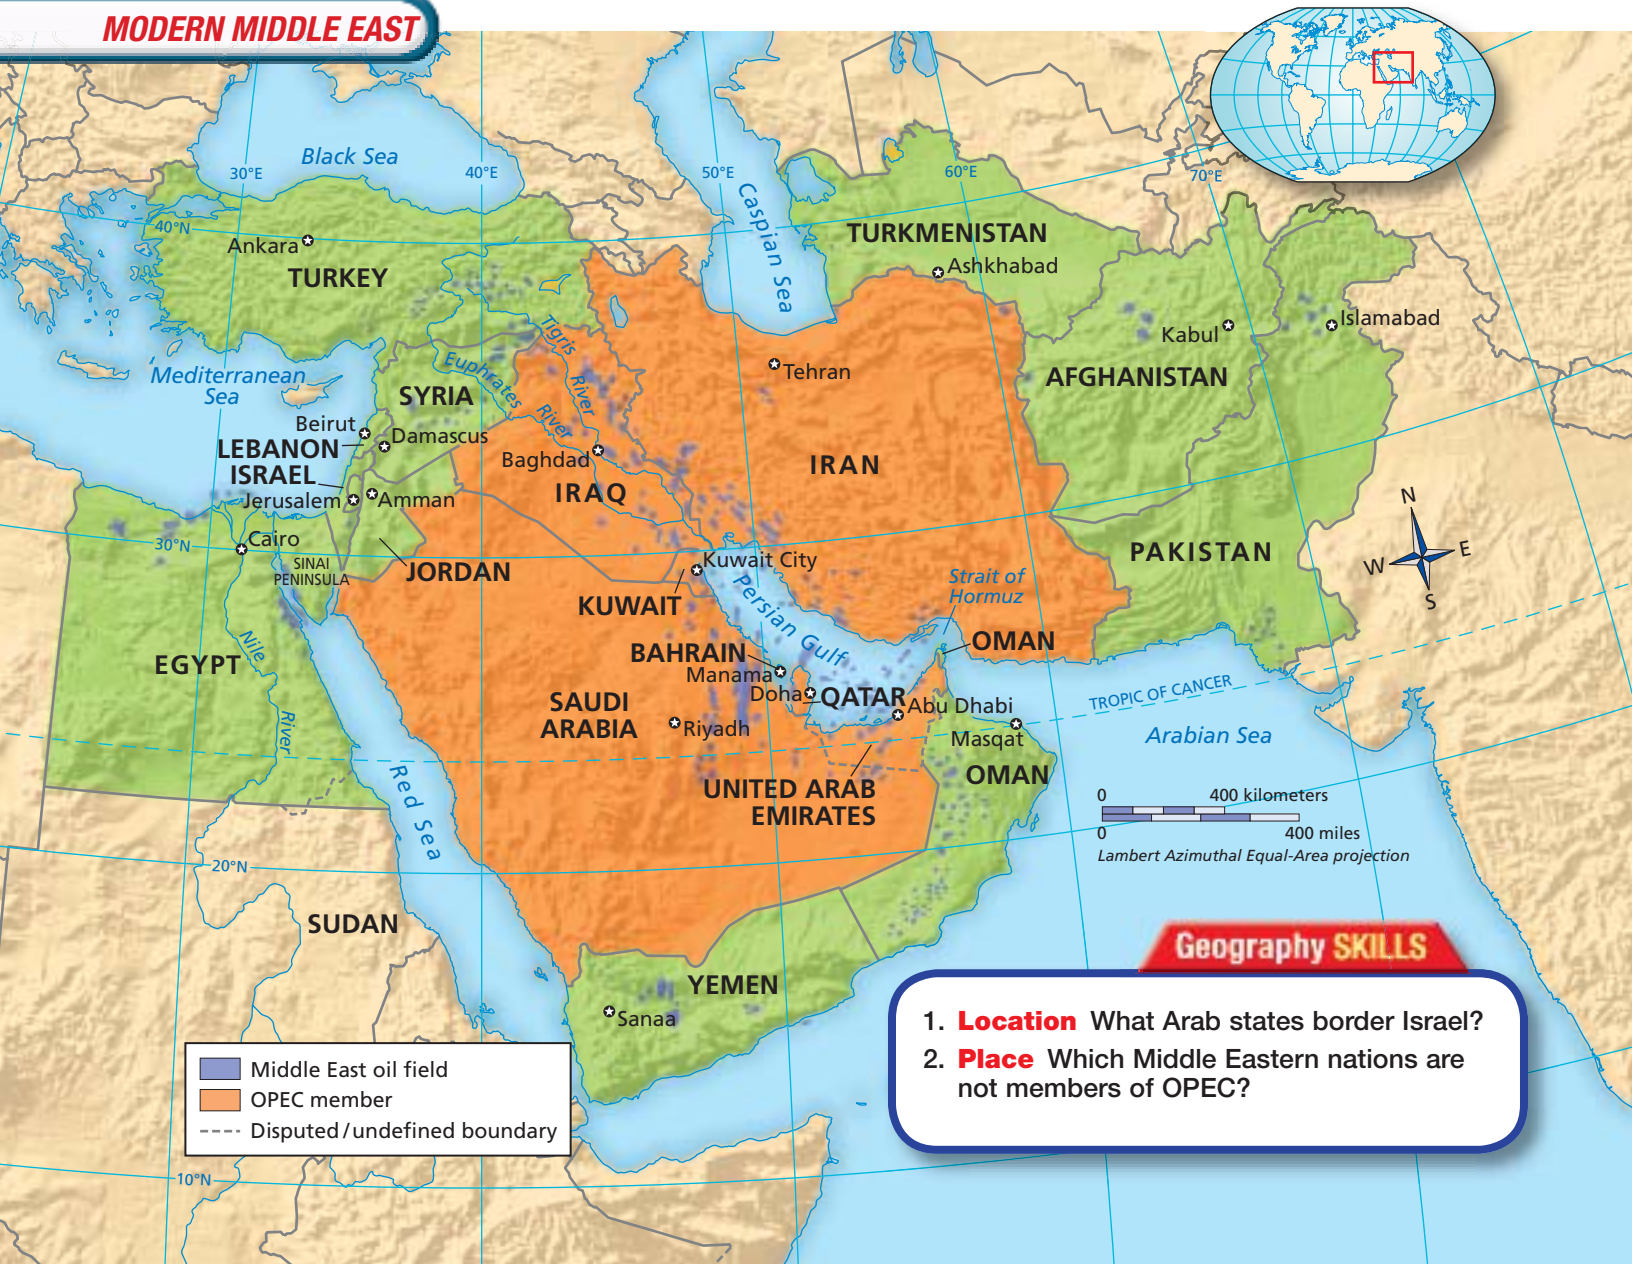 MODERN MIDDLE EAST
Black Sea
30°E
40°E
50°E
60°E
70°E
Caspian Sea
40°N
Ankara
TURKEY
TURKMENISTAN
Ashkhabad
Kabul
Islamabad
Tigris
River
Euphrates
River
Tehran
AFGHANISTAN
Mediterranean
Sea
SYRIA
Beirut
Damascus
LEBANON
ISRAEL
Baghdad
IRAN
IRAQ
Jerusalem
Amman
Cairo
30°N
SINAI
PENINSULA
JORDAN
Kuwait City
KUWAIT
PAKISTAN
Strait of
Hormuz
Persian Gulf
OMAN
N
W
E
S
EGYPT
Nile
River
BAHRAIN
Manama
Doha
QATAR
Abu Dhabi
SAUDI
ARABIA
Riyadh
Masqat
OMAN
TROPIC OF CANCER
Arabian Sea
UNITED ARAB
EMIRATES
Red Sea
0
400 kilometers
0
400 miles
Lambert Azimuthal Equal-Area projection
20°N
SUDAN
YEMEN
Sanaa
10°N
Middle East oil field
OPEC member
Disputed/undefined boundary
Geography SKILLS
1. Location What Arab states border Israel?
2. Place Which Middle Eastern nations are
not members of OPEC?